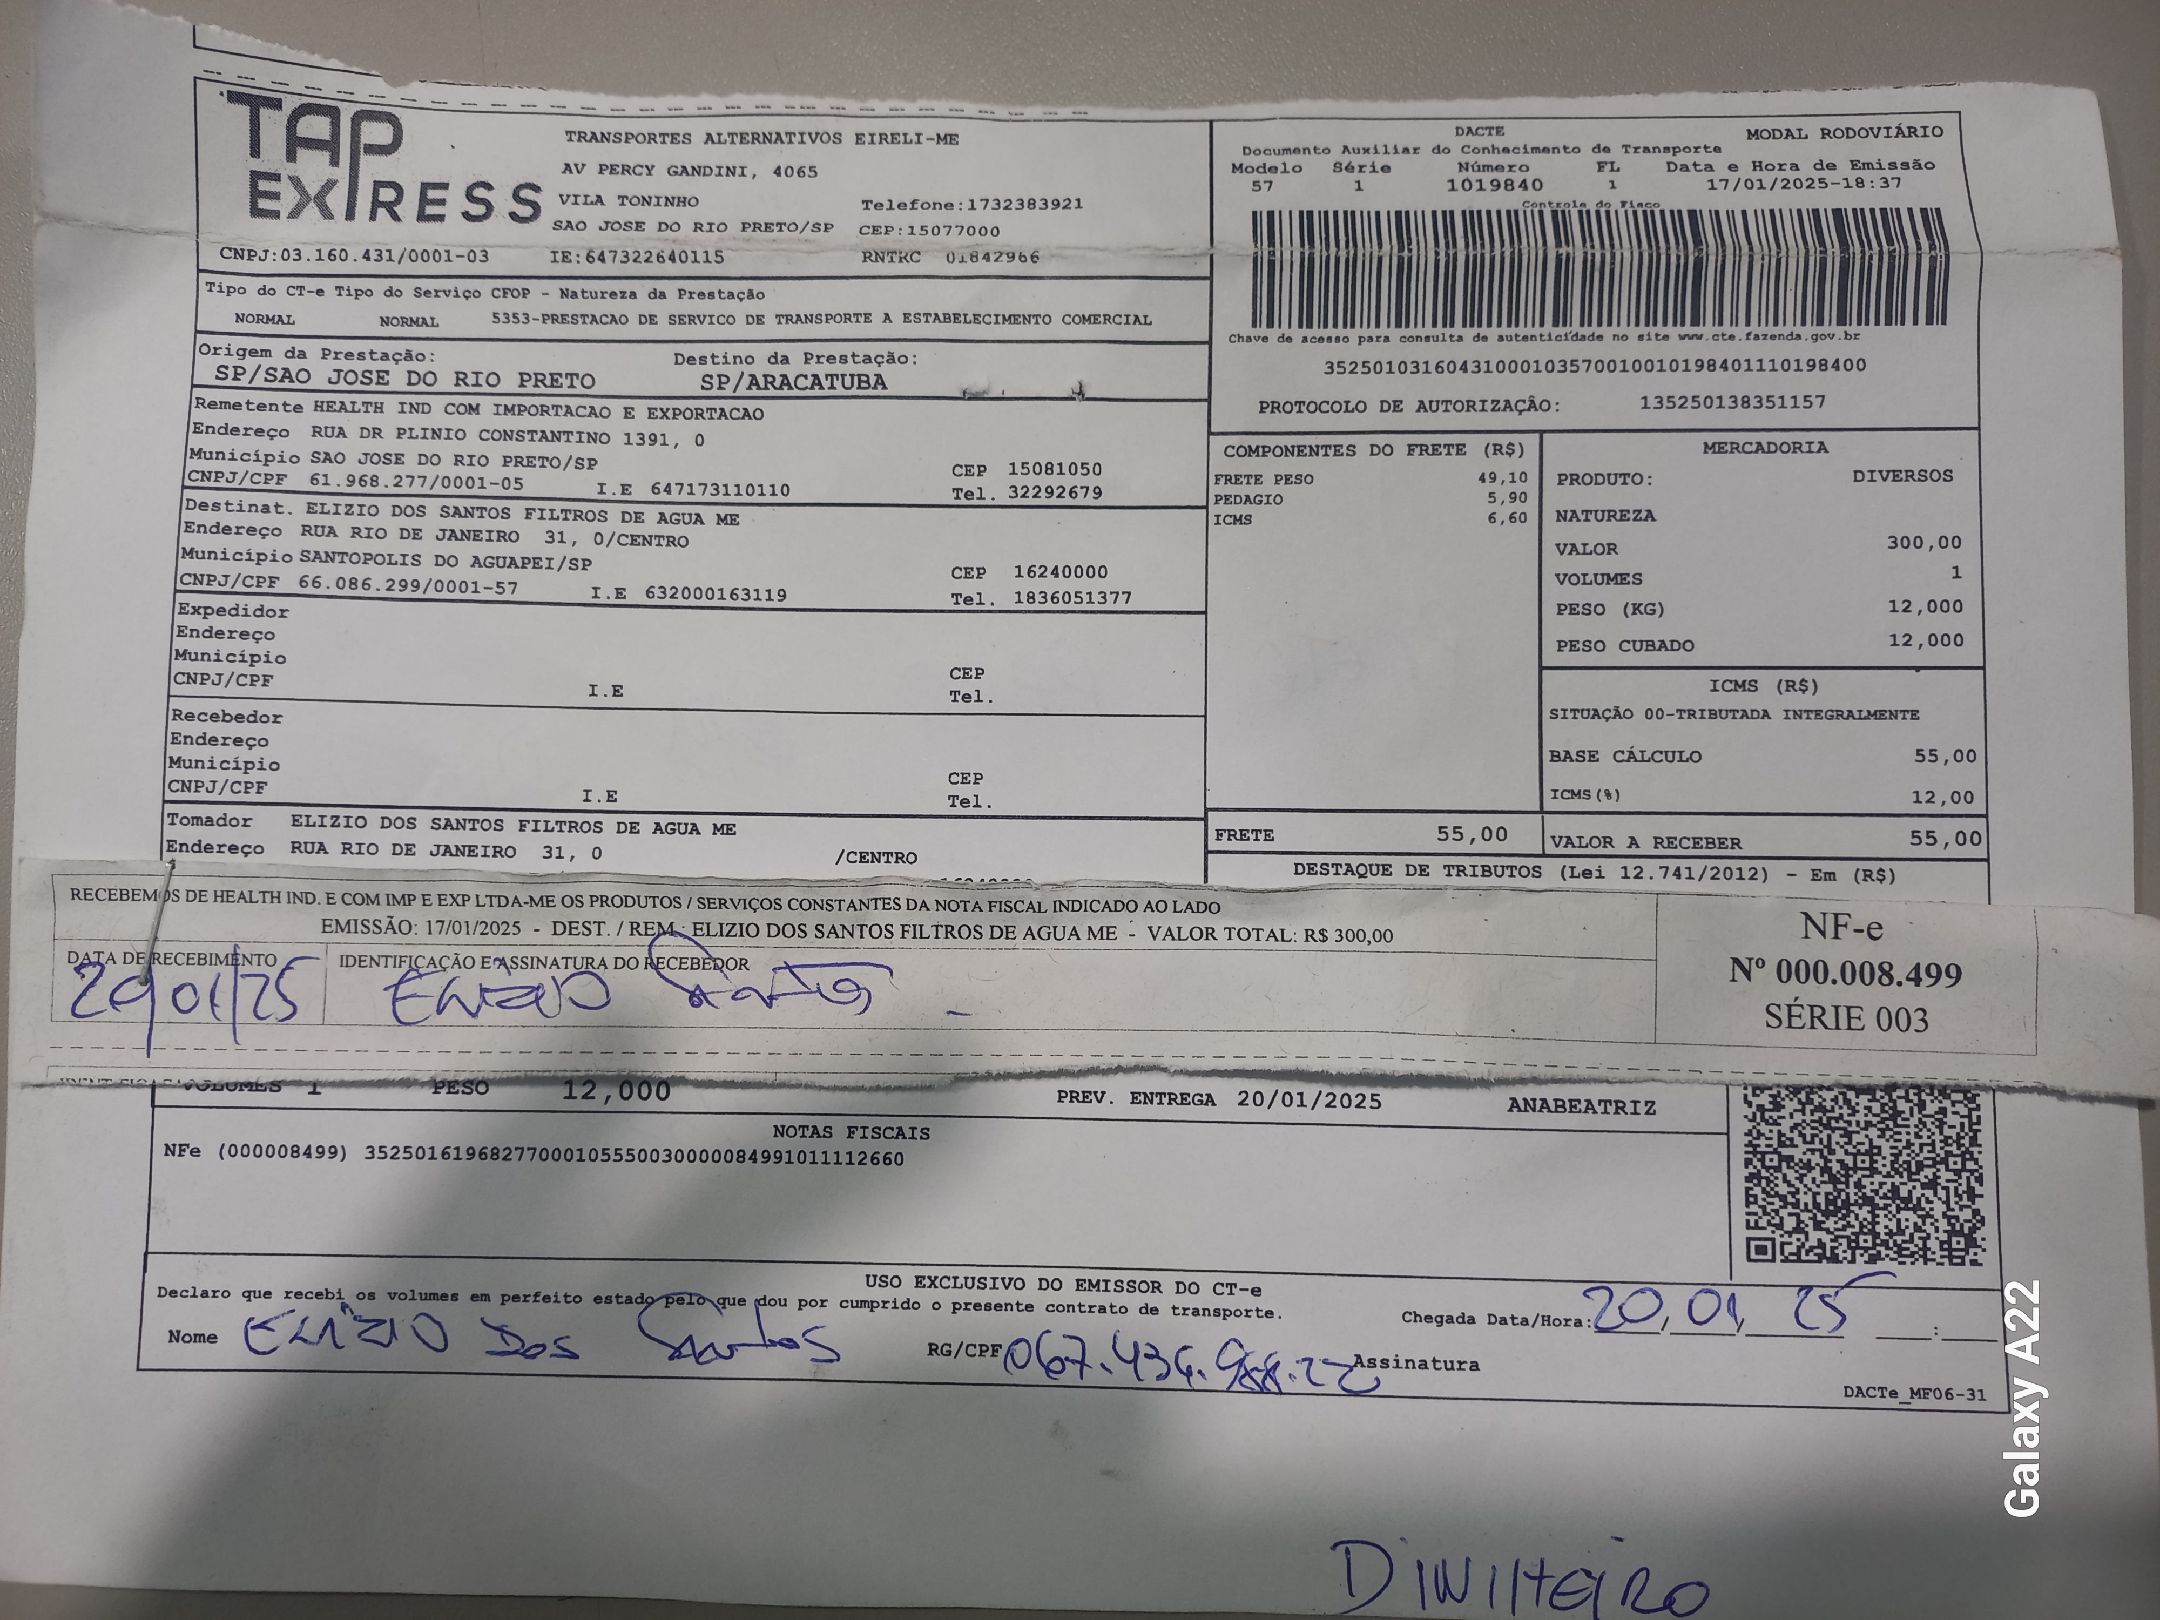 TAP EXPRESS
TRANSPORTES ALTERNATIVOS EIRELI-ME
AV PERCY GANDINI, 4065
VILA TONINHO Telefone:1732383921
SAO JOSE DO RIO PRETO/SP CEP:15077000
CNPJ:03.160.431/0001-03 IE:647322640115 RNTRC 01842966
DACTE MODAL RODOVIÁRIO
Documento Auxiliar do Conhecimento de Transporte
Modelo Série Número FL Data e Hora de Emissão
57 1 1019840 1 17/01/2025-18:37
Controle do Fisco
Chave de acesso para consulta de autenticidade no site www.cte.fazenda.gov.br
35250103160431000103570010010198401110198400
PROTOCOLO DE AUTORIZAÇÃO: 135250138351157
Tipo do CT-e Tipo do Serviço CFOP - Natureza da Prestação
NORMAL NORMAL 5353-PRESTACAO DE SERVICO DE TRANSPORTE A ESTABELECIMENTO COMERCIAL
Origem da Prestação: Destino da Prestação:
SP/SAO JOSE DO RIO PRETO SP/ARACATUBA
Remetente HEALTH IND COM IMPORTACAO E EXPORTACAO
Endereço RUA DR PLINIO CONSTANTINO 1391, 0
Município SAO JOSE DO RIO PRETO/SP CEP 15081050
CNPJ/CPF 61.968.277/0001-05 I.E 647173110110 Tel. 32292679
Destinat. ELIZIO DOS SANTOS FILTROS DE AGUA ME
Endereço RUA RIO DE JANEIRO 31, 0/CENTRO
Município SANTOPOLIS DO AGUAPEI/SP CEP 16240000
CNPJ/CPF 66.086.299/0001-57 I.E 632000163119 Tel. 1836051377
Expedidor
Endereço
Município CEP
CNPJ/CPF I.E Tel.
Recebedor
Endereço
Município CEP
CNPJ/CPF I.E Tel.
Tomador ELIZIO DOS SANTOS FILTROS DE AGUA ME
Endereço RUA RIO DE JANEIRO 31, 0 /CENTRO
COMPONENTES DO FRETE (R$)
FRETE PESO 49,10
PEDAGIO 5,90
ICMS 6,60
FRETE 55,00
MERCADORIA
PRODUTO: DIVERSOS
NATUREZA
VALOR 300,00
VOLUMES 1
PESO (KG) 12,000
PESO CUBADO 12,000
ICMS (R$)
SITUAÇÃO 00-TRIBUTADA INTEGRALMENTE
BASE CÁLCULO 55,00
ICMS(%) 12,00
VALOR A RECEBER 55,00
DESTAQUE DE TRIBUTOS (Lei 12.741/2012) - Em (R$)
RECEBEMOS DE HEALTH IND. E COM IMP E EXP LTDA-ME OS PRODUTOS / SERVIÇOS CONSTANTES DA NOTA FISCAL INDICADO AO LADO
EMISSÃO: 17/01/2025 - DEST. / REM.: ELIZIO DOS SANTOS FILTROS DE AGUA ME - VALOR TOTAL: R$ 300,00
DATA DE RECEBIMENTO IDENTIFICAÇÃO E ASSINATURA DO RECEBEDOR
20/01/25 ELIZIO Santos
NF-e
Nº 000.008.499
SÉRIE 003
VOLUMES 1 PESO 12,000 PREV. ENTREGA 20/01/2025 ANABEATRIZ
NOTAS FISCAIS
NFe (000008499) 35250161968277000105550030000084991011112660
USO EXCLUSIVO DO EMISSOR DO CT-e
Declaro que recebi os volumes em perfeito estado pelo que dou por cumprido o presente contrato de transporte.
Chegada Data/Hora: 20, 01, 25 :
Nome ELIZIO DOS Santos RG/CPF 067.436.988.22 Assinatura
DACTe_MF06-31
DINHEIRO
Galaxy A22